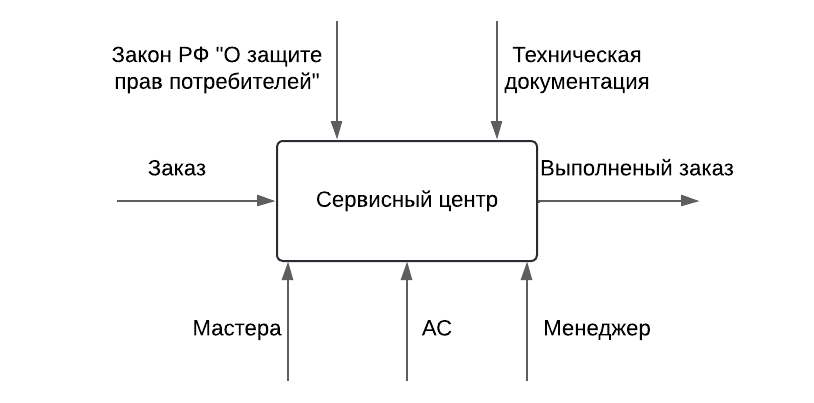 Закон РФ "О защите
прав потребителей"
Техническая
документация
Заказ
Выполненый заказ
Сервисный центр
Мастера
АС
Менеджер